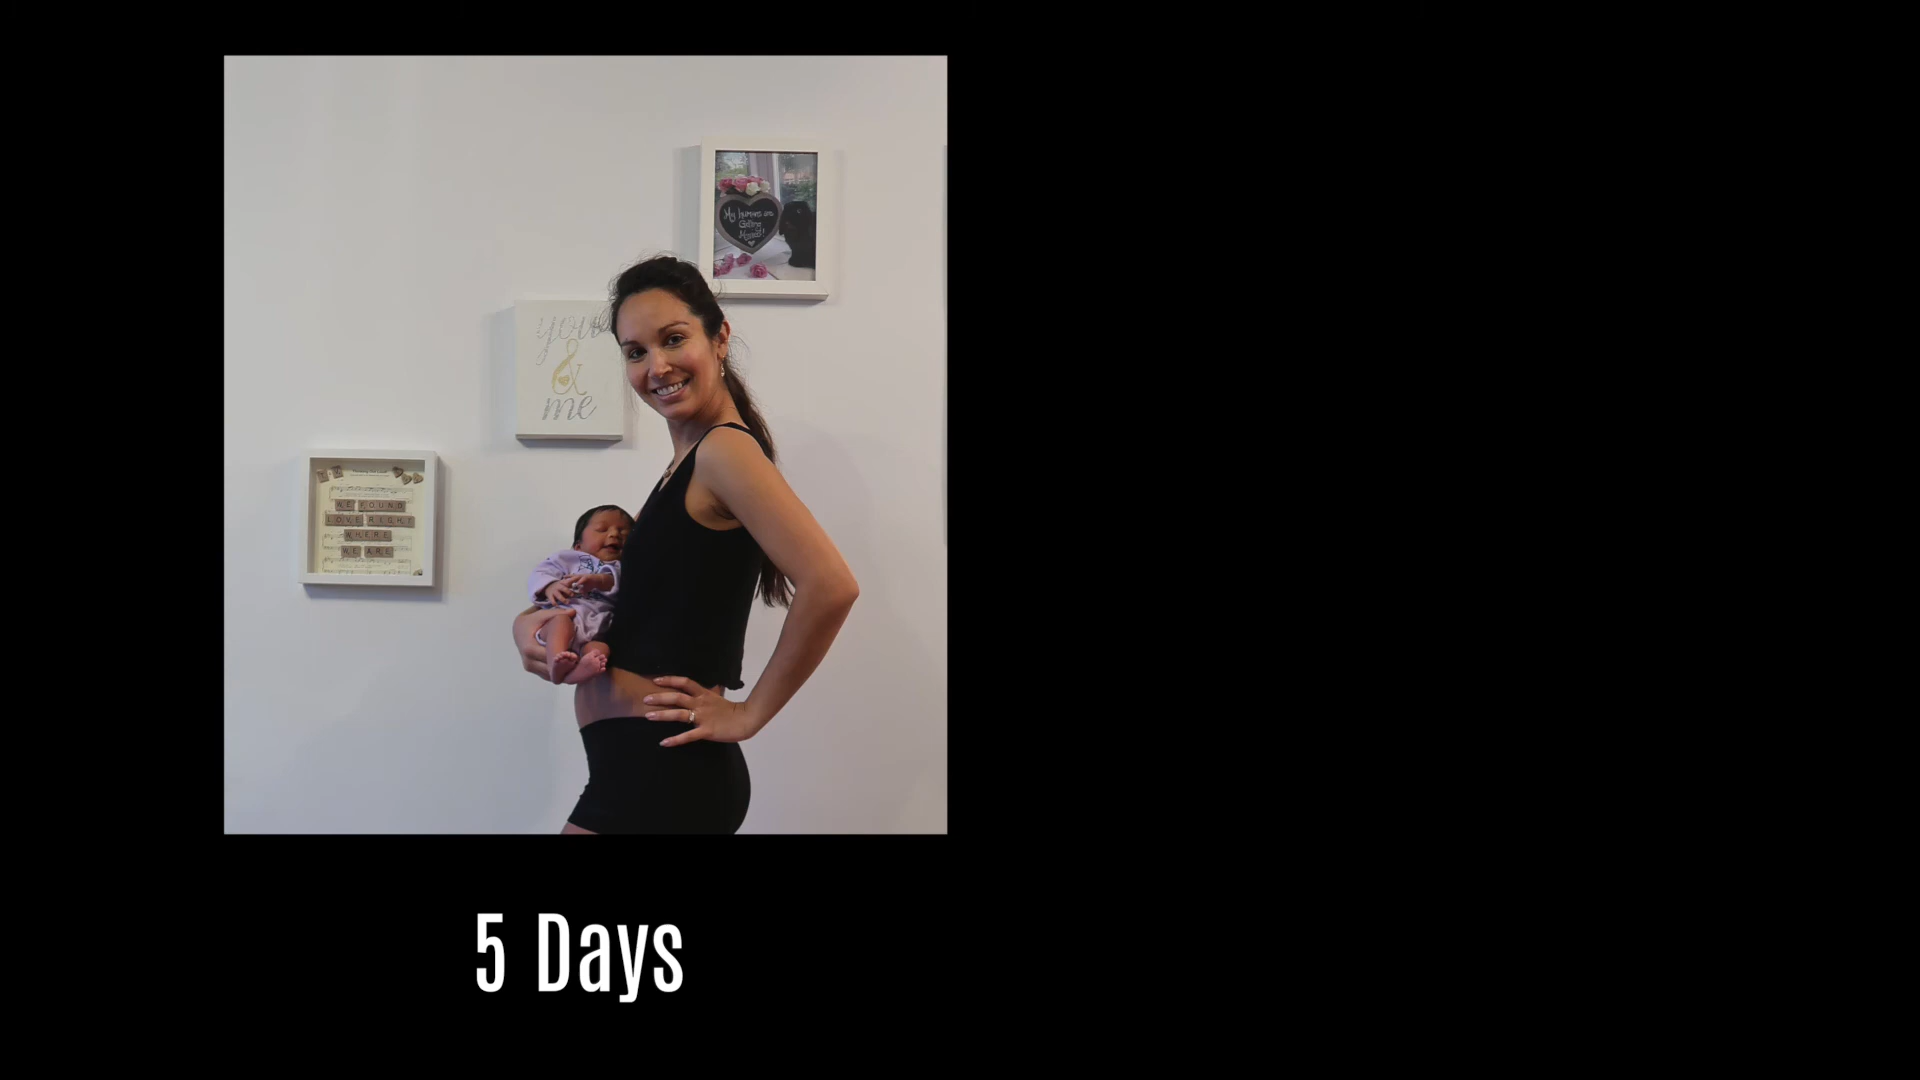 My humans are
Getting
Married!
you
&
me
WE FOUND
LOVE RIGHT
WHERE
WE ARE
5 Days